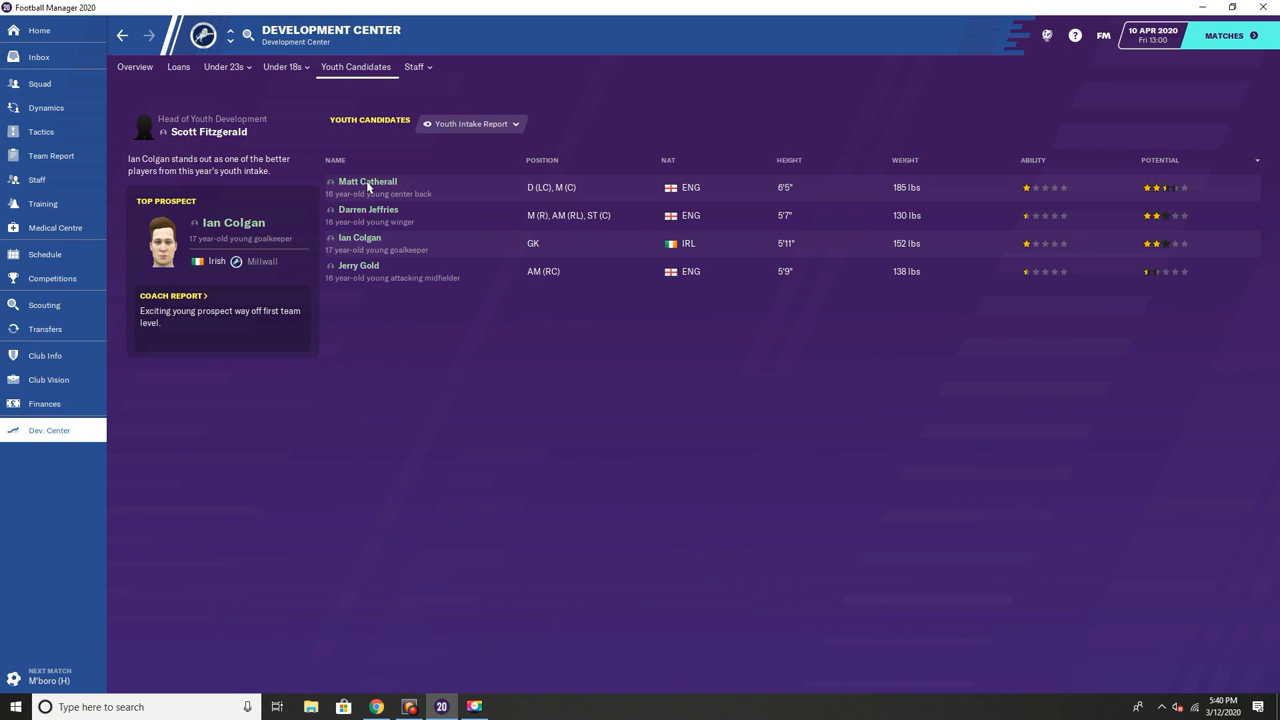 20 Football Manager 2020
Home
Inbox
Squad
Dynamics
Tactics
Team Report
Staff
Training
Medical Centre
Schedule
Competitions
Scouting
Transfers
Club Info
Club Vision
Finances
Dev. Center
NEXT MATCH
M'boro (H)
DEVELOPMENT CENTER
Development Center
? FM
10 APR 2020
Fri 13:00
MATCHES
Overview Loans Under 23s Under 18s Youth Candidates Staff
Head of Youth Development
Scott Fitzgerald
Ian Colgan stands out as one of the better
players from this year's youth intake.
TOP PROSPECT
Ian Colgan
17 year-old young goalkeeper
Irish Millwall
COACH REPORT >
Exciting young prospect way off first team
level.
YOUTH CANDIDATES Youth Intake Report
NAME POSITION NAT HEIGHT WEIGHT ABILITY POTENTIAL
Matt Catherall D (LC), M (C) ENG 6'5" 185 lbs
16 year-old young center back
Darren Jeffries M (R), AM (RL), ST (C) ENG 5'7" 130 lbs
16 year-old young winger
Ian Colgan GK IRL 5'11" 152 lbs
17 year-old young goalkeeper
Jerry Gold AM (RC) ENG 5'9" 138 lbs
16 year-old young attacking midfielder
Type here to search
20
5:40 PM
3/12/2020